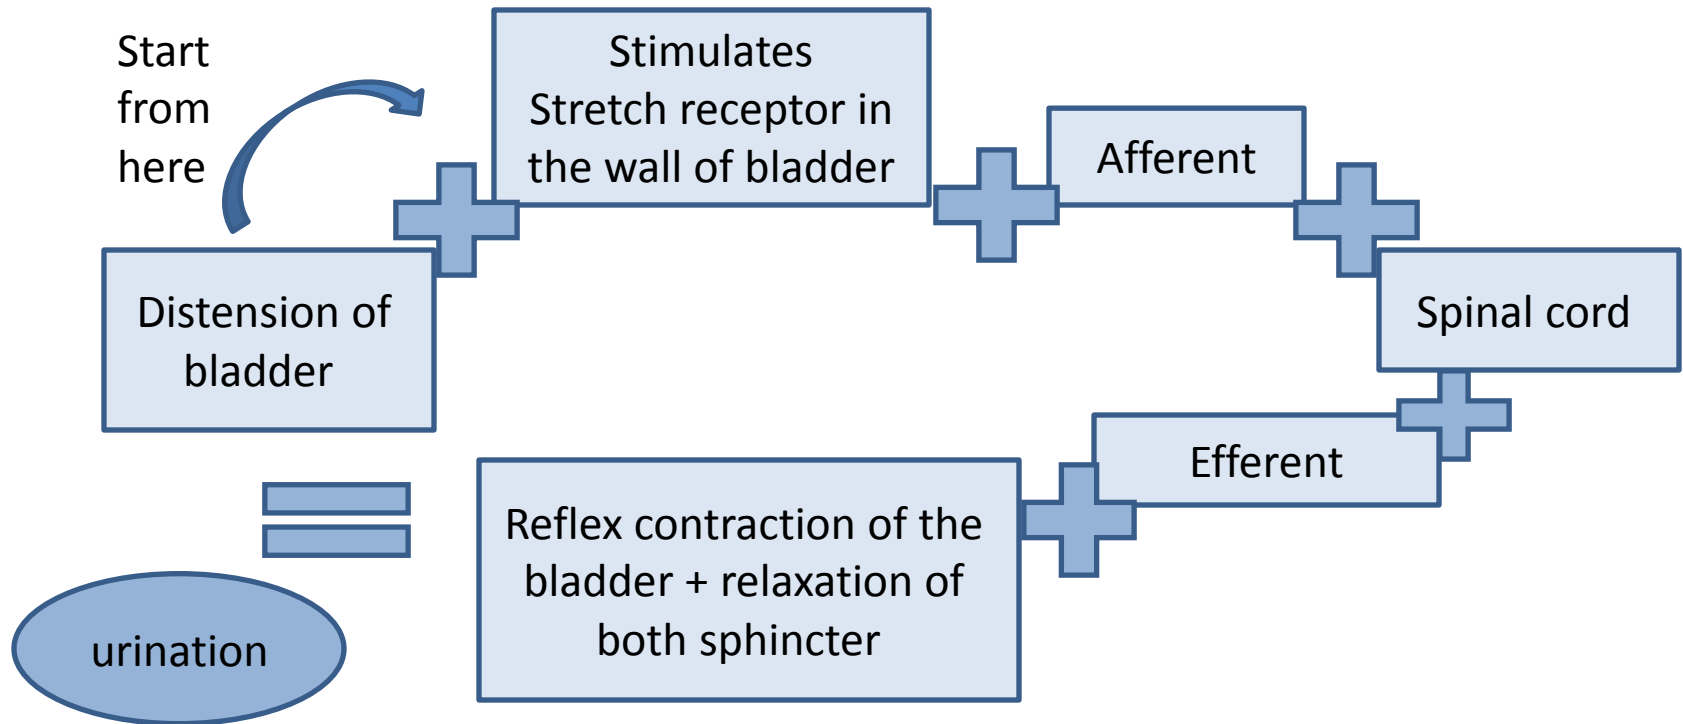 Start
from
here
Stimulates
Stretch receptor in
the wall of bladder
Afferent
Distension of
bladder
Spinal cord
Efferent
Reflex contraction of the
bladder + relaxation of
both sphincter
urination